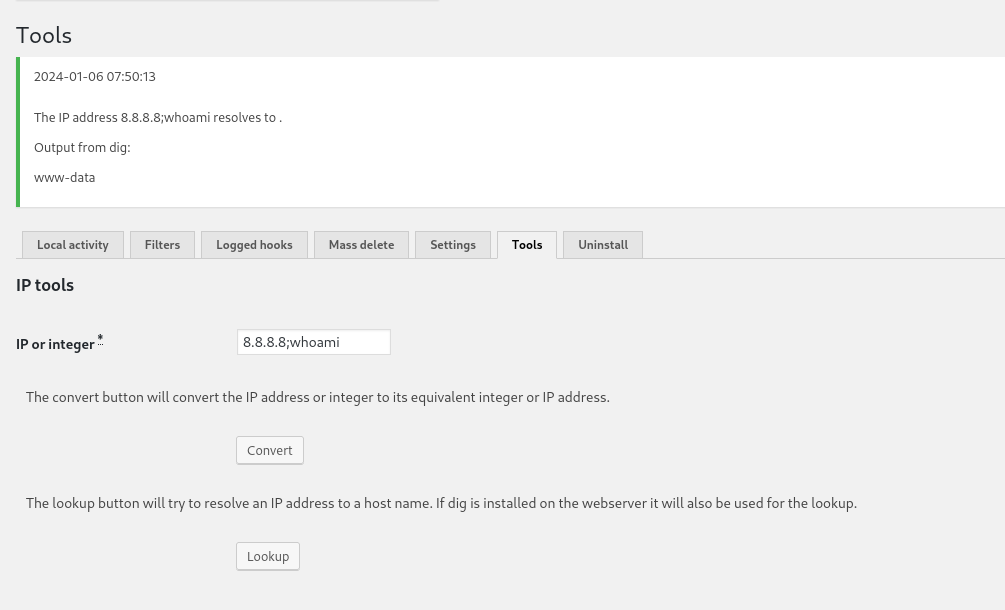 Tools
2024-01-06 07:50:13
The IP address 8.8.8.8;whoami resolves to .
Output from dig:
www-data
Local activity Filters Logged hooks Mass delete Settings Tools Uninstall
IP tools
IP or integer * 8.8.8.8;whoami
The convert button will convert the IP address or integer to its equivalent integer or IP address.
Convert
The lookup button will try to resolve an IP address to a host name. If dig is installed on the webserver it will also be used for the lookup.
Lookup